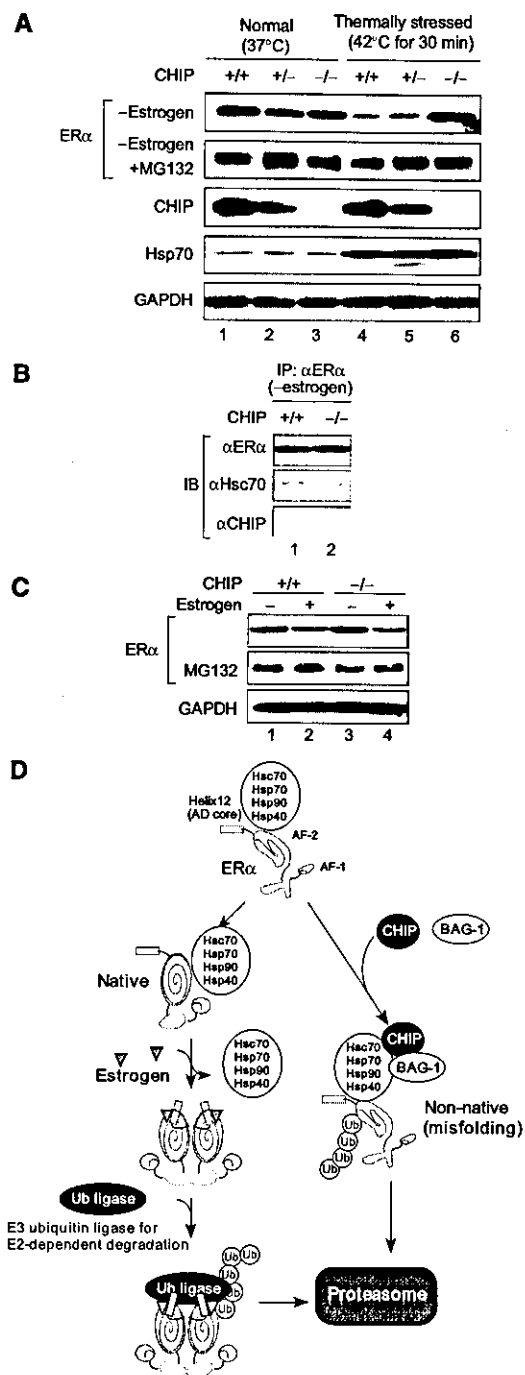 A
Normal (37°C)
Thermally stressed (42°C for 30 min)
CHIP +/+ +/− −/− +/+ +/− −/−
ERα
−Estrogen
−Estrogen +MG132
CHIP
Hsp70
GAPDH
1 2 3 4 5 6
B
IP: αERα (−estrogen)
CHIP +/+ −/−
IB
αERα
αHsc70
αCHIP
1 2
C
CHIP +/+ −/−
Estrogen − + − +
ERα
MG132
GAPDH
1 2 3 4
D
Hsc70
Hsp70
Hsp90
Hsp40
Helix12 (AD core)
AF-2
ERα
AF-1
CHIP
BAG-1
Hsc70
Hsp70
Hsp90
Hsp40
Native
Estrogen
Hsc70
Hsp70
Hsp90
Hsp40
Hsc70
Hsp70
Hsp90
Hsp40
CHIP
BAG-1
Ub
Ub
Ub
Ub
Non-native (misfolding)
Ub ligase
E3 ubiquitin ligase for
E2-dependent degradation
Ub ligase
Ub
Ub
Ub
Ub
Proteasome